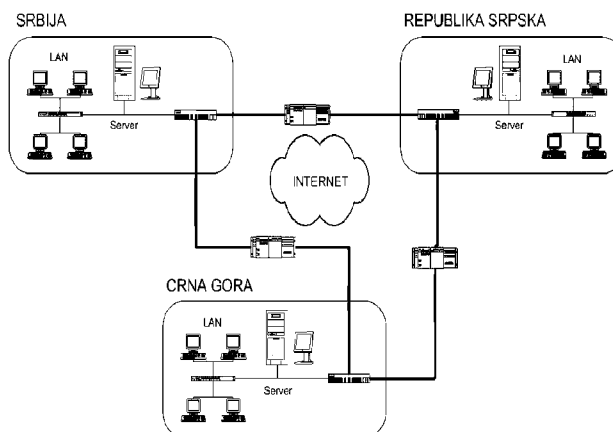 SRBIJA
REPUBLIKA SRPSKA
LAN
LAN
Server
Server
INTERNET
CRNA GORA
LAN
Server